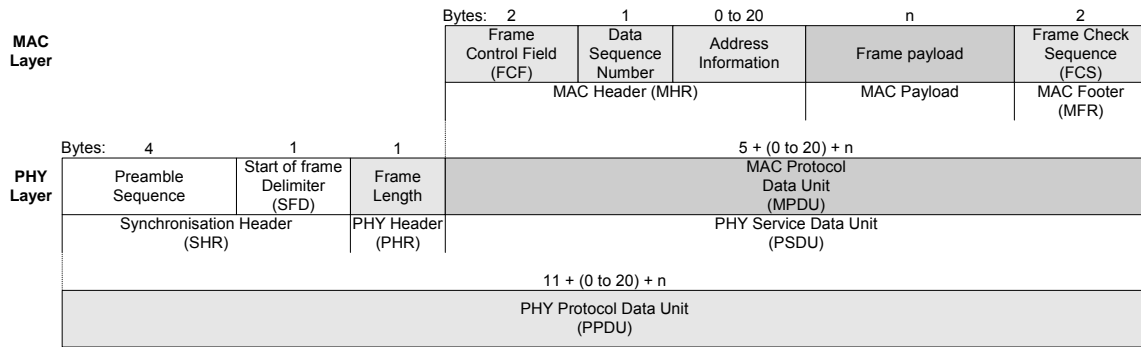 Bytes: 2 1 0 to 20 n 2
MAC
Layer
Frame
Control Field
(FCF)
Data
Sequence
Number
Address
Information
Frame payload
Frame Check
Sequence
(FCS)
MAC Header (MHR)
MAC Payload
MAC Footer
(MFR)
Bytes: 4 1 1 5 + (0 to 20) + n
PHY
Layer
Preamble
Sequence
Start of frame
Delimiter
(SFD)
Frame
Length
MAC Protocol
Data Unit
(MPDU)
Synchronisation Header
(SHR)
PHY Header
(PHR)
PHY Service Data Unit
(PSDU)
11 + (0 to 20) + n
PHY Protocol Data Unit
(PPDU)